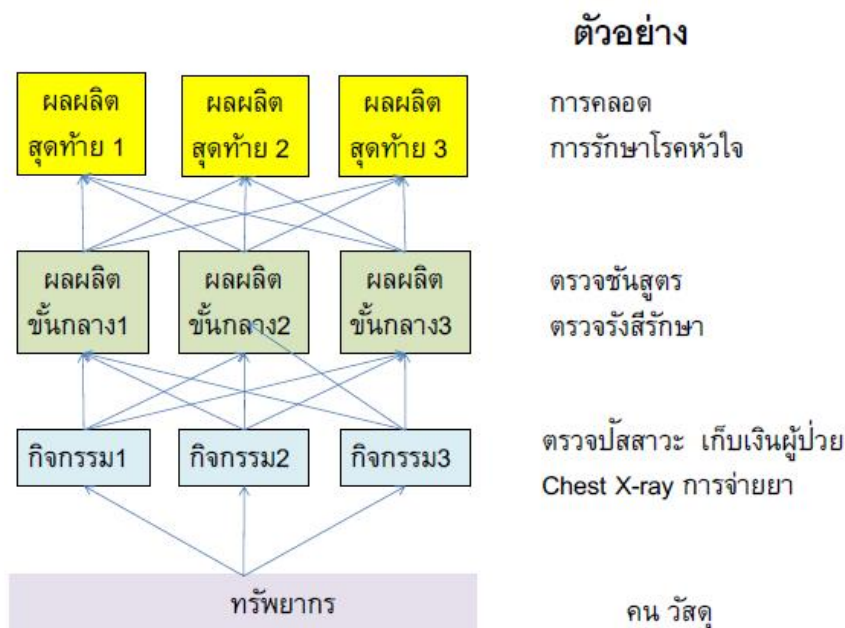 ตัวอย่าง
ผลผลิต
สุดท้าย 1
ผลผลิต
สุดท้าย 2
ผลผลิต
สุดท้าย 3
การคลอด
การรักษาโรคหัวใจ
ผลผลิต
ขั้นกลาง1
ผลผลิต
ขั้นกลาง2
ผลผลิต
ขั้นกลาง3
ตรวจชันสูตร
ตรวจรังสีรักษา
กิจกรรม1
กิจกรรม2
กิจกรรม3
ตรวจปัสสาวะ เก็บเงินผู้ป่วย
Chest X-ray การจ่ายยา
ทรัพยากร
คน วัสดุ